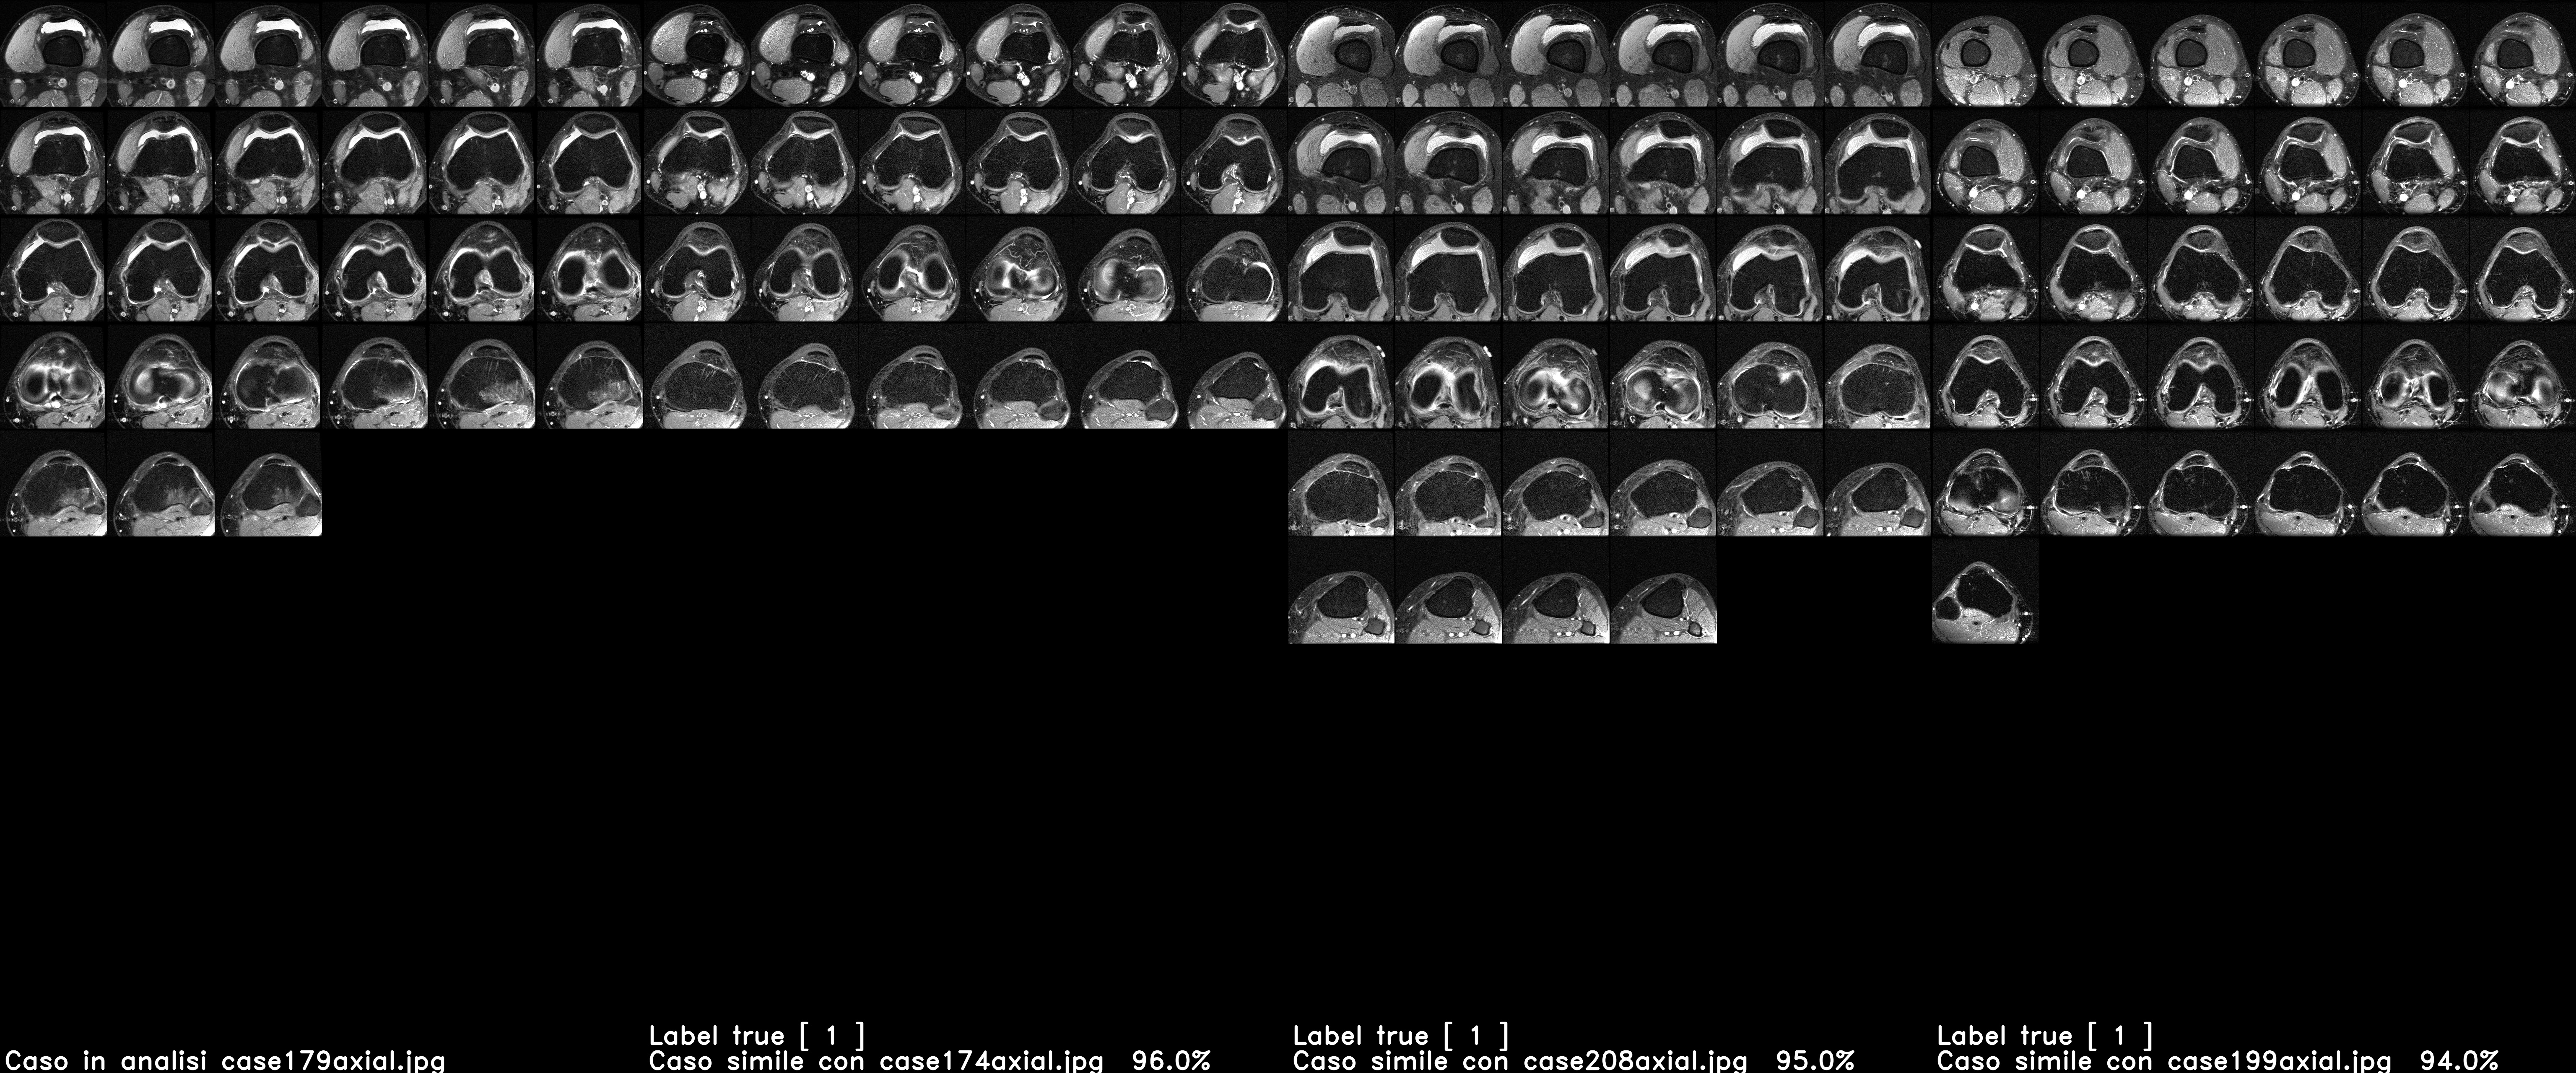 Caso in analisi case179axial.jpg
Label true [ 1 ]
Caso simile con case174axial.jpg 96.0%
Label true [ 1 ]
Caso simile con case208axial.jpg 95.0%
Label true [ 1 ]
Caso simile con case199axial.jpg 94.0%